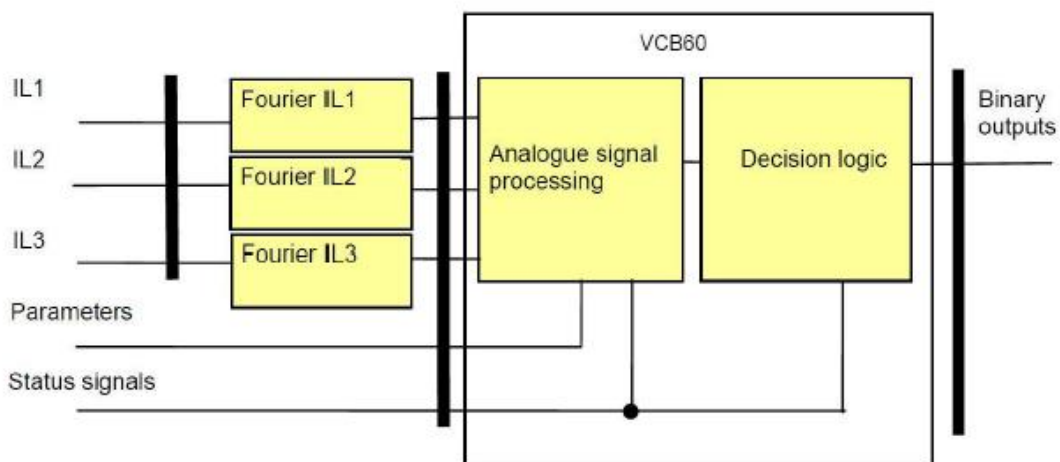 VCB60
IL1
Fourier IL1
IL2
Fourier IL2
IL3
Fourier IL3
Analogue signal
processing
Decision logic
Binary
outputs
Parameters
Status signals